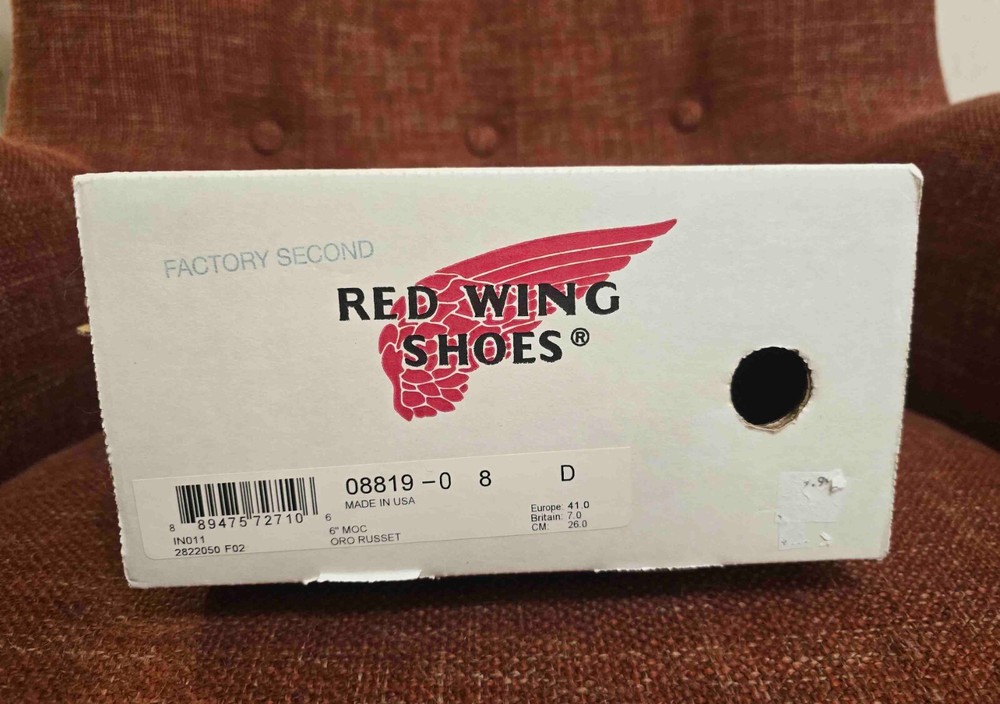 FACTORY SECOND
RED WING
SHOES®
08819-0 8 D
MADE IN USA
8 89475 72710 6
IN011
2822050 F02
6" MOC
ORO RUSSET
Europe: 41.0
Britain: 7.0
CM: 26.0